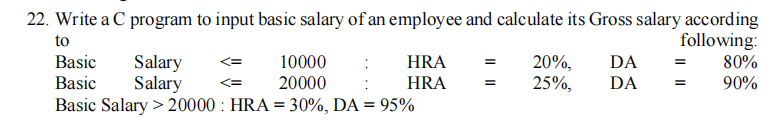 22. Write a C program to input basic salary of an employee and calculate its Gross salary according
to following:
Basic Salary <= 10000 : HRA = 20%, DA = 80%
Basic Salary <= 20000 : HRA = 25%, DA = 90%
Basic Salary > 20000 : HRA = 30%, DA = 95%